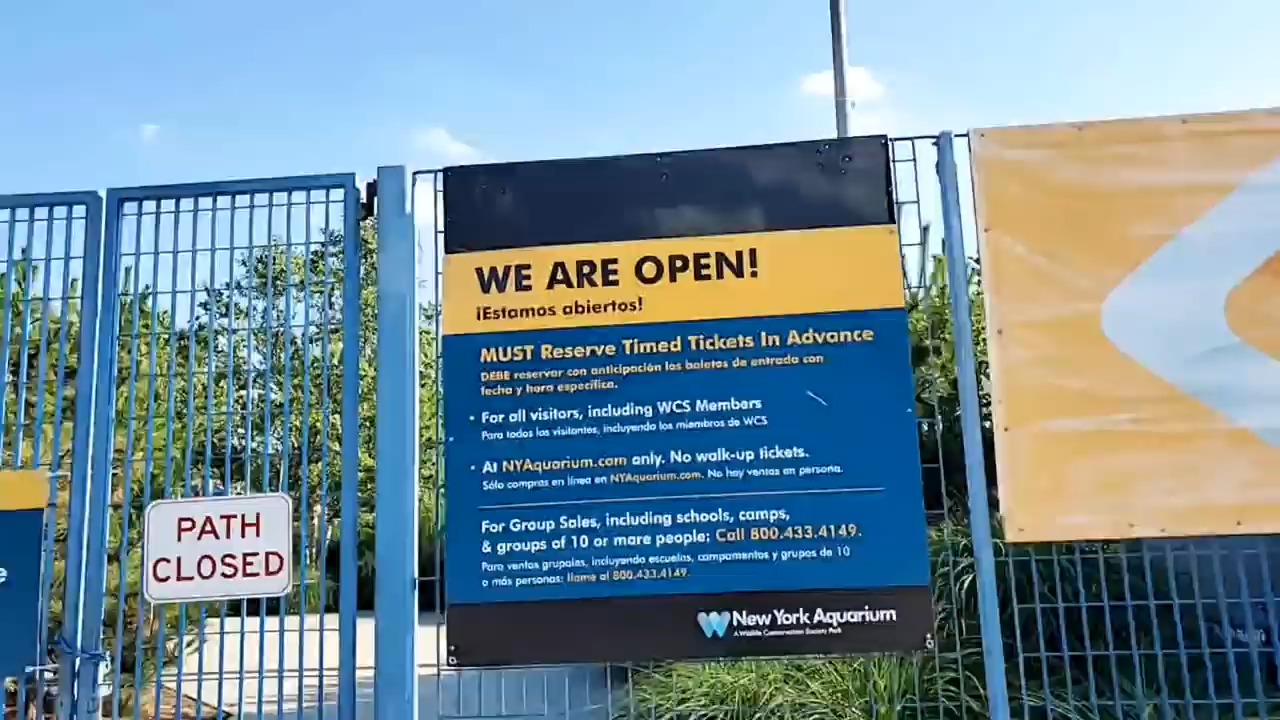 WE ARE OPEN!
¡Estamos abiertos!
MUST Reserve Timed Tickets In Advance
DEBE reservar con anticipación los boletos de entrada con
fecha y hora específica.
• For all visitors, including WCS Members
Para todos los visitantes, incluyendo los miembros de WCS
• At NYAquarium.com only. No walk-up tickets.
Sólo compras en línea en NYAquarium.com. No hay ventas en persona.
For Group Sales, including schools, camps,
& groups of 10 or more people: Call 800.433.4149.
Para ventas grupales, incluyendo escuelas, campamentos y grupos de 10
o más personas: llame al 800.433.4149.
New York Aquarium
A Wildlife Conservation Society Park
PATH
CLOSED
e